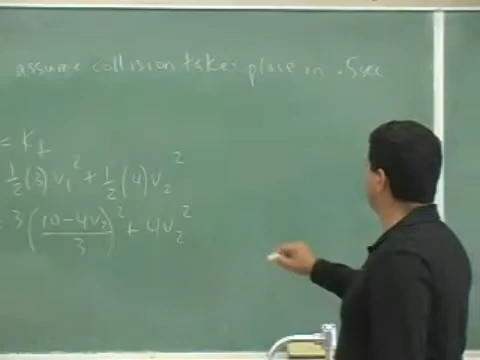 assume collision takes place in .5sec
= K_f
½(3)v₁² + ½(4)v₂²
= 3((10-4v₂)/3)² + 4v₂²